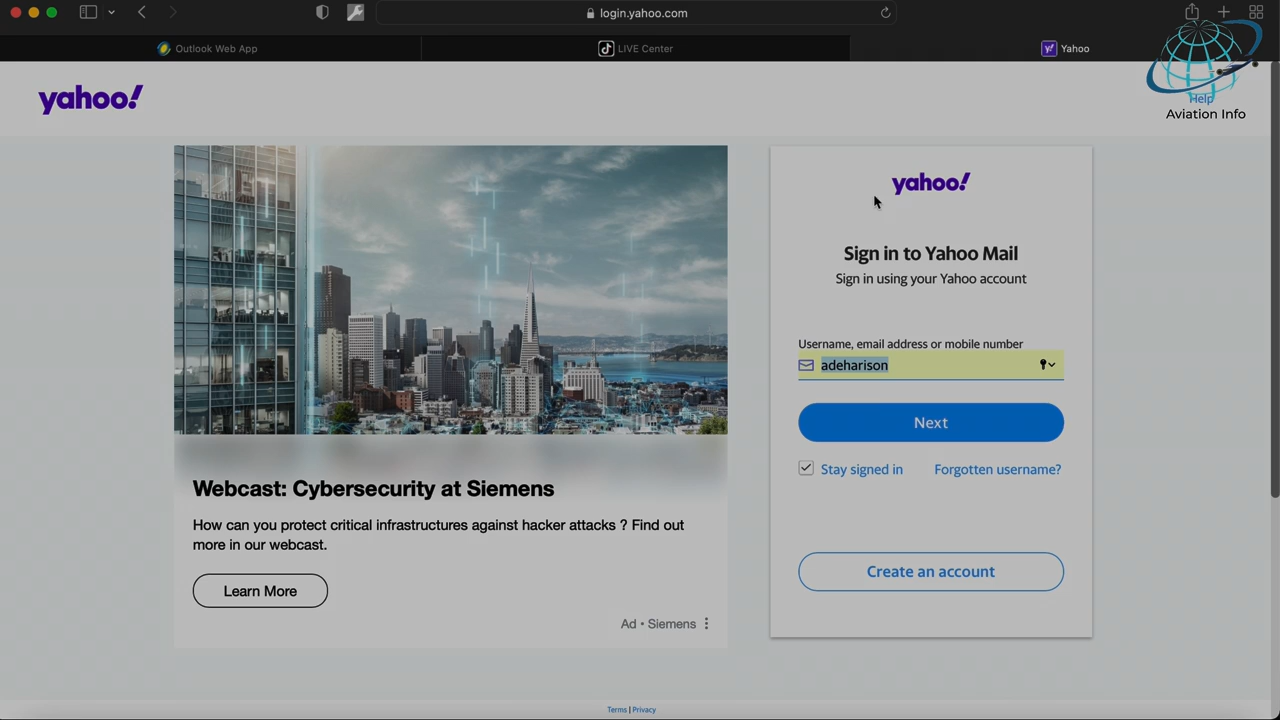 login.yahoo.com
Outlook Web App
LIVE Center
Yahoo
yahoo!
Help
Aviation Info
yahoo!
Sign in to Yahoo Mail
Sign in using your Yahoo account
Username, email address or mobile number
adeharison
Next
Stay signed in
Forgotten username?
Create an account
Webcast: Cybersecurity at Siemens
How can you protect critical infrastructures against hacker attacks ? Find out
more in our webcast.
Learn More
Ad • Siemens
Terms | Privacy